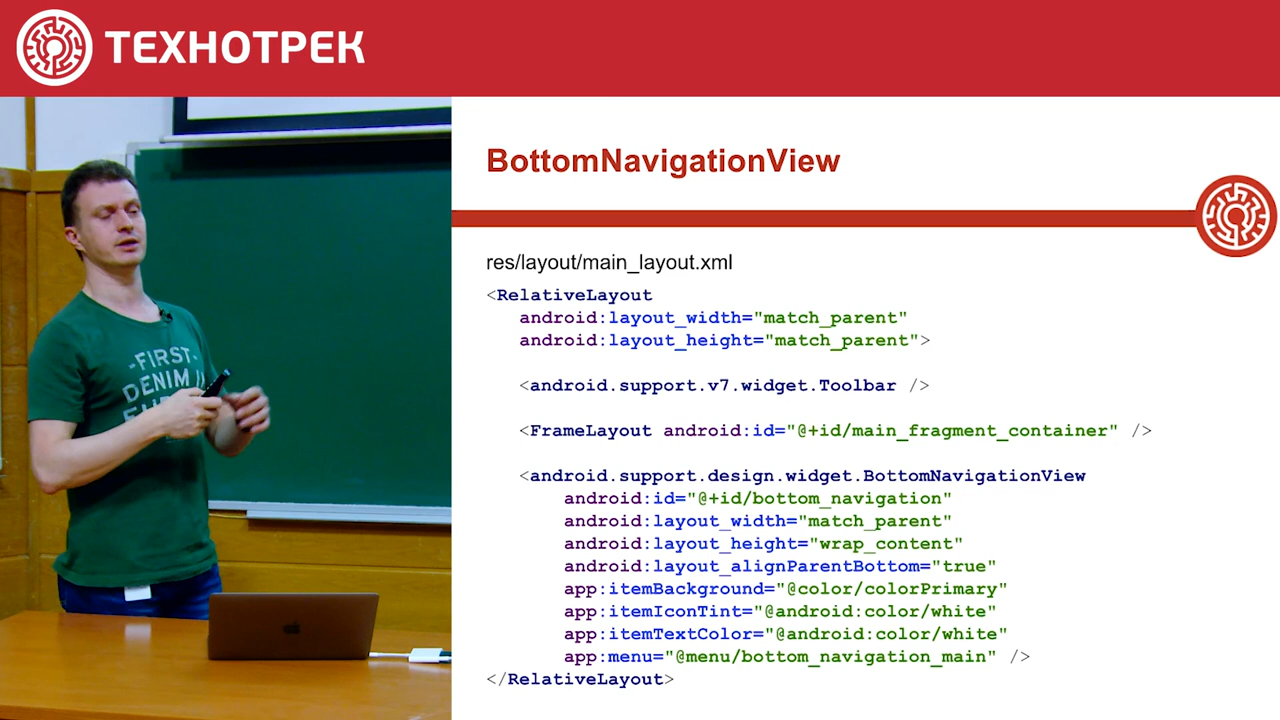 ТЕХНОТРЕК
BottomNavigationView
res/layout/main_layout.xml
<RelativeLayout
android:layout_width="match_parent"
android:layout_height="match_parent">
<android.support.v7.widget.Toolbar />
<FrameLayout android:id="@+id/main_fragment_container" />
<android.support.design.widget.BottomNavigationView
android:id="@+id/bottom_navigation"
android:layout_width="match_parent"
android:layout_height="wrap_content"
android:layout_alignParentBottom="true"
app:itemBackground="@color/colorPrimary"
app:itemIconTint="@android:color/white"
app:itemTextColor="@android:color/white"
app:menu="@menu/bottom_navigation_main" />
</RelativeLayout>
-FIRST-
DENIM